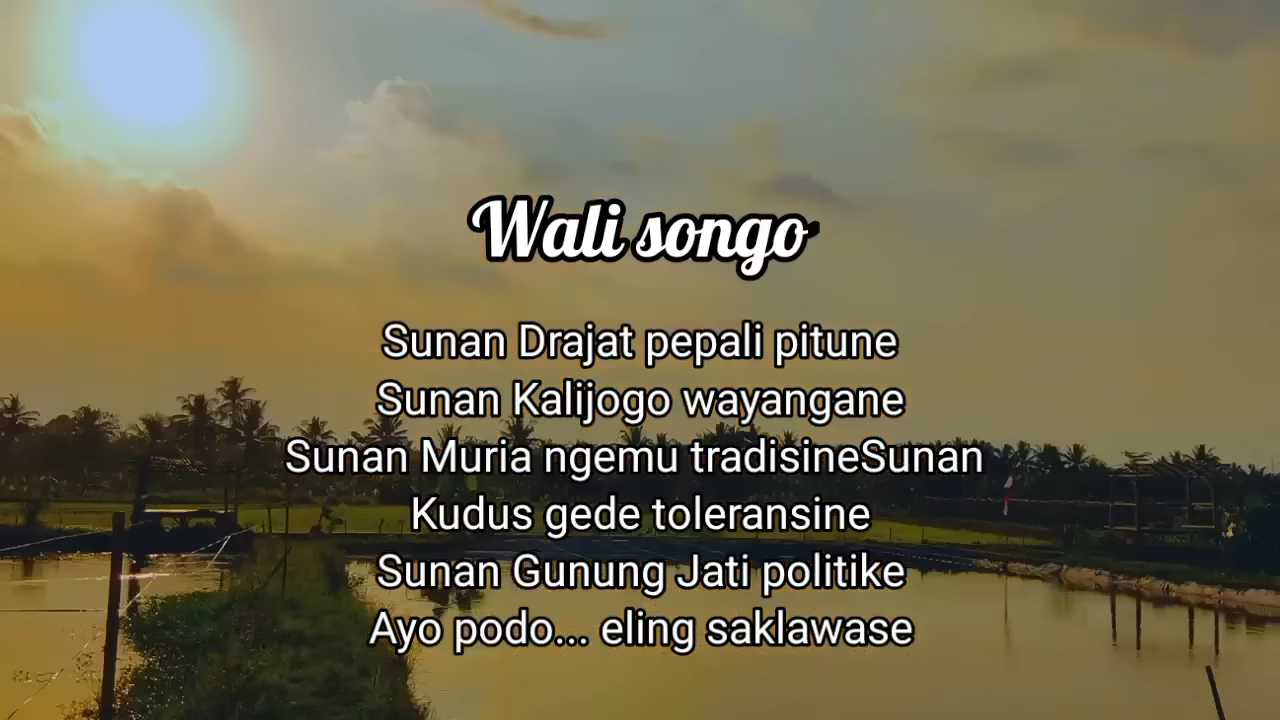 Wali songo
Sunan Drajat pepali pitune
Sunan Kalijogo wayangane
Sunan Muria ngemu tradisineSunan
Kudus gede toleransine
Sunan Gunung Jati politike
Ayo podo... eling saklawase